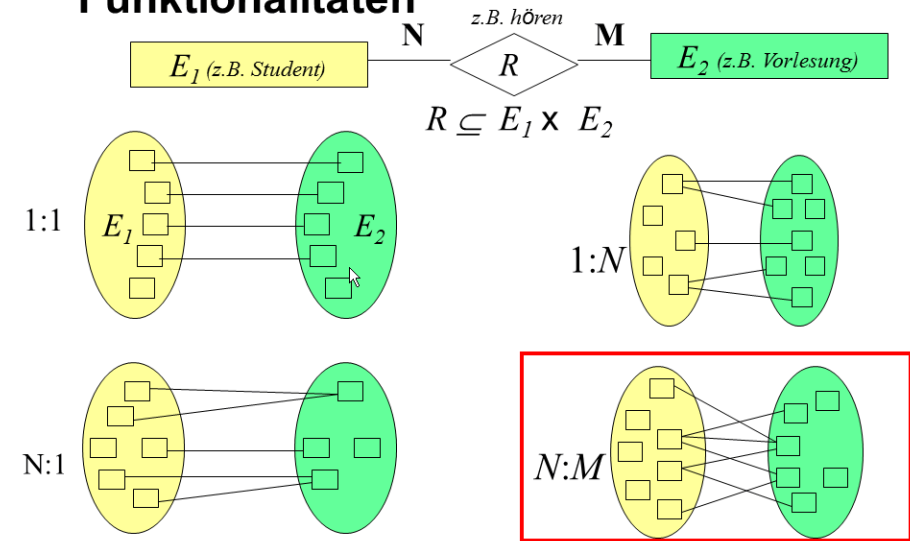 Funktionalitäten
z.B. hören
N
M
E1 (z.B. Student)
R
E2 (z.B. Vorlesung)
R ⊆ E1 x E2
1:1
E1
E2
1:N
N:1
N:M